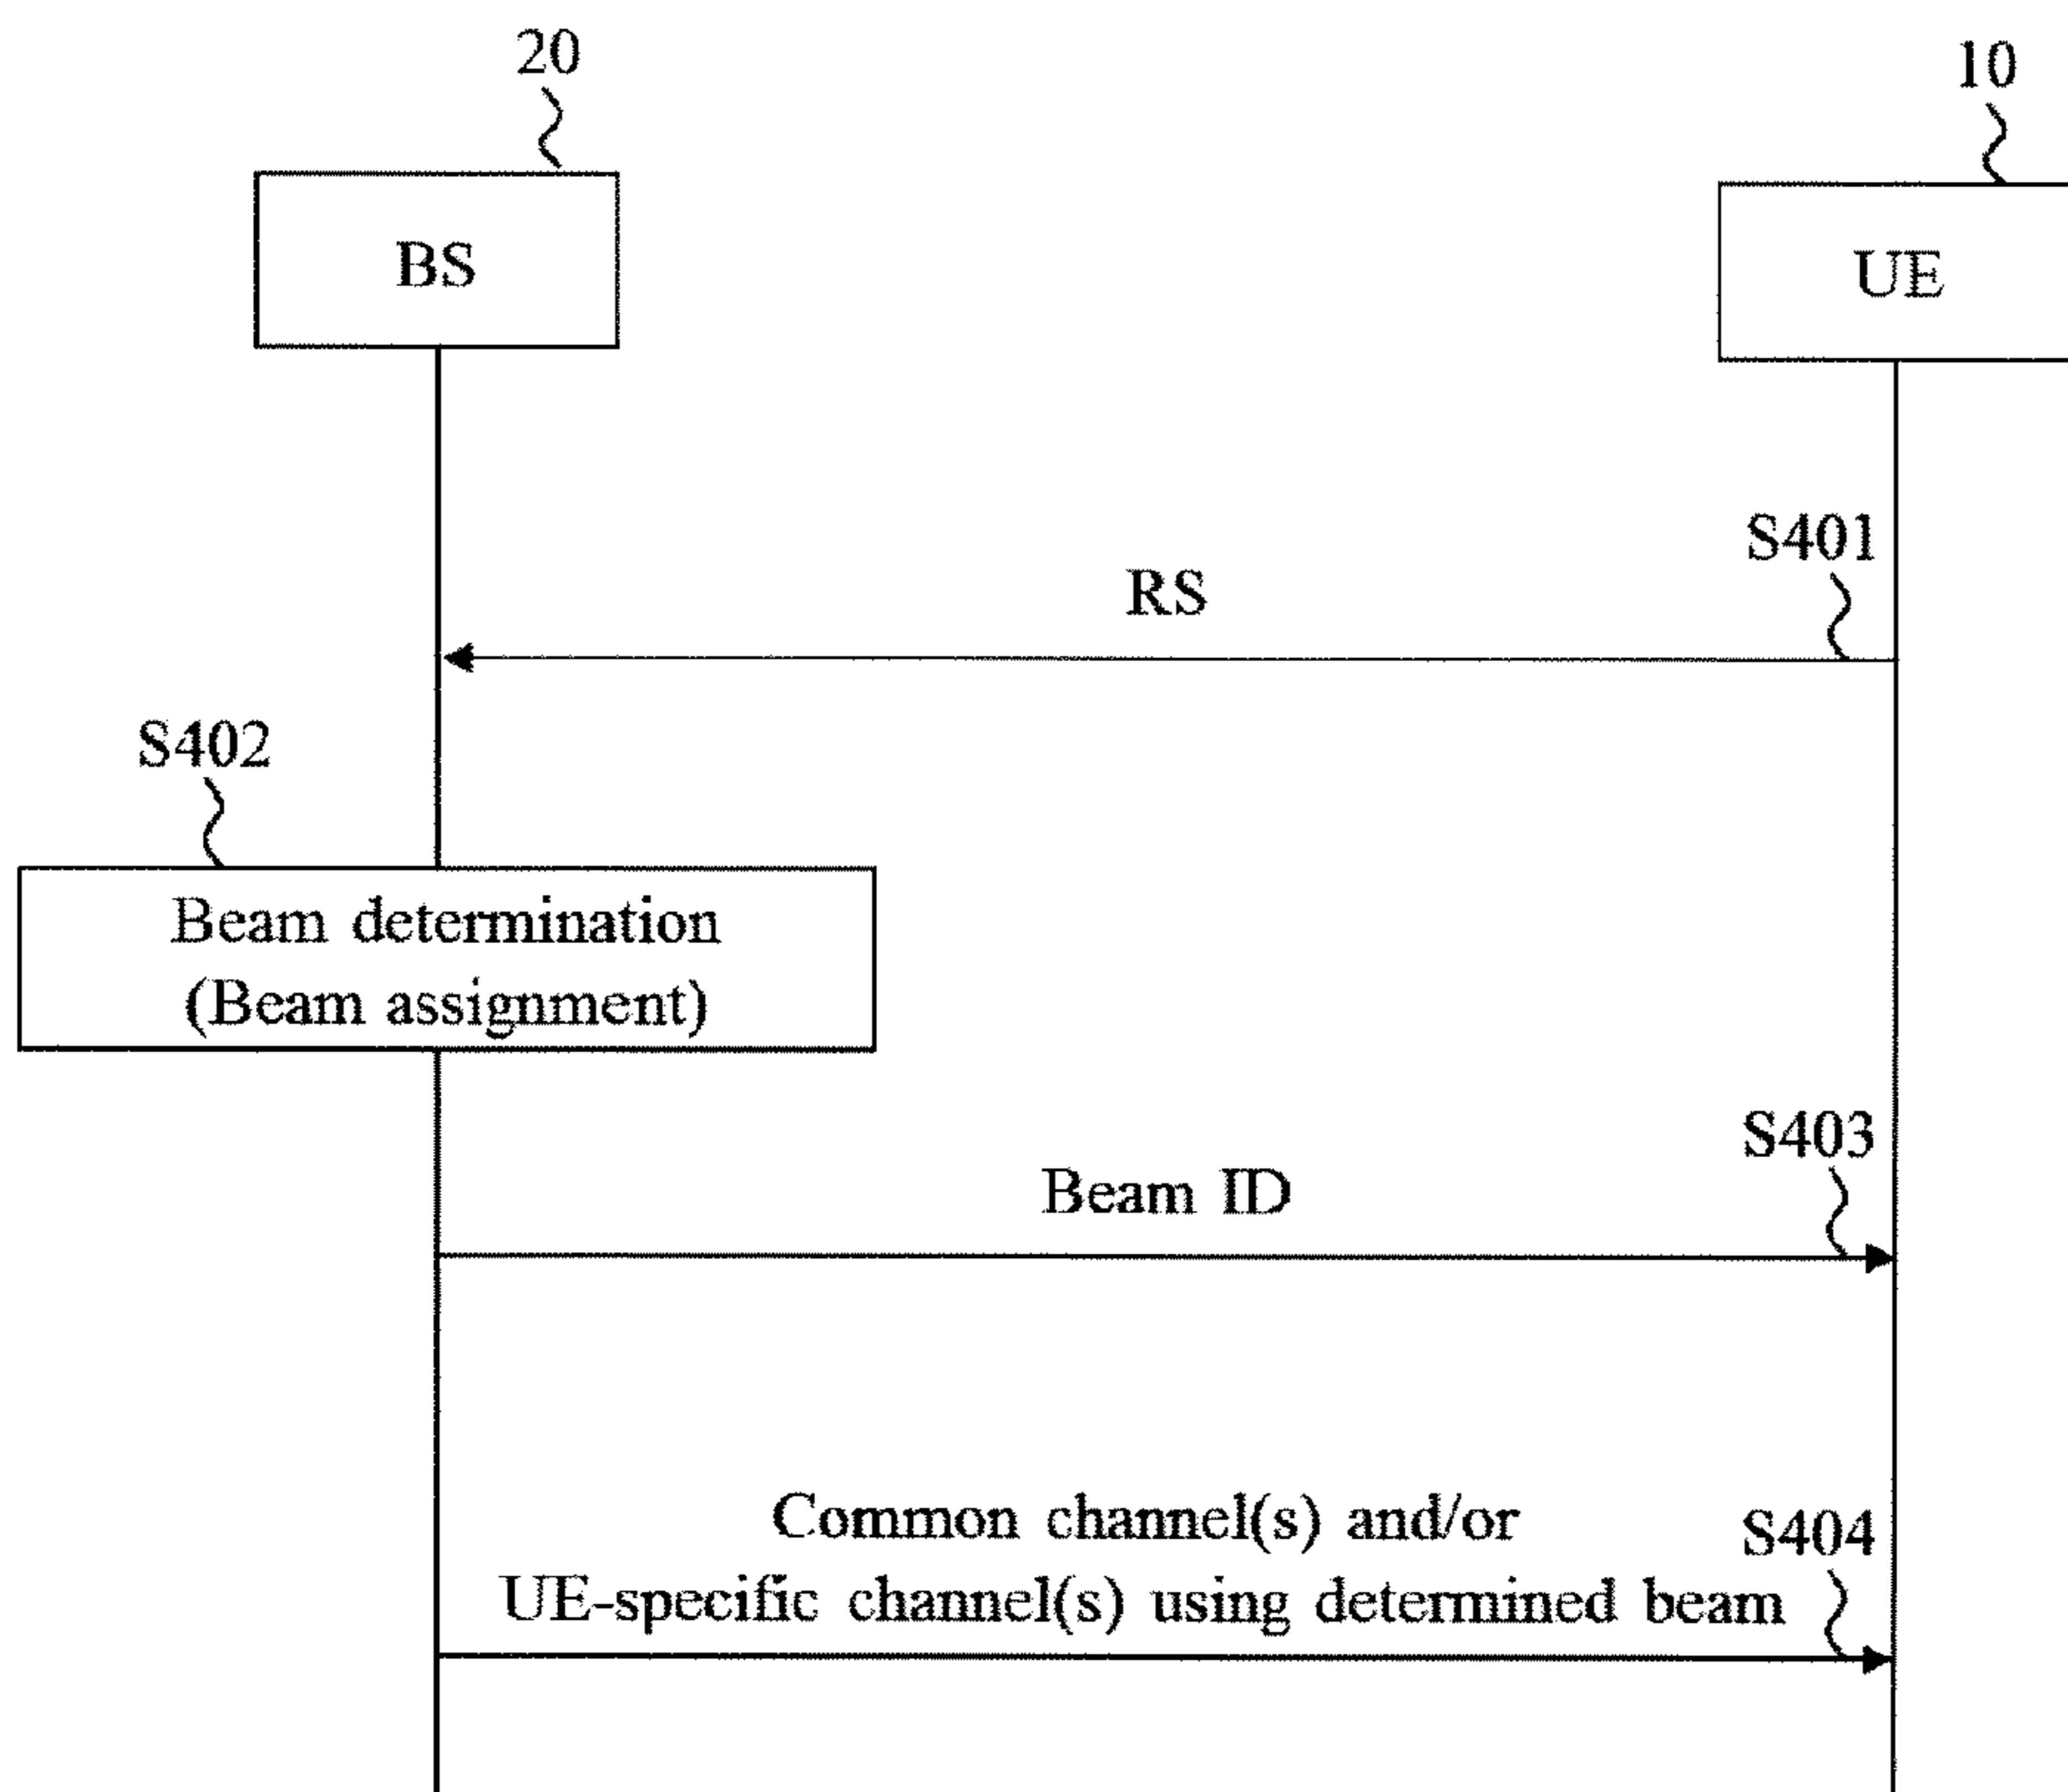 20
10
BS
UE
S401
RS
S402
Beam determination
(Beam assignment)
S403
Beam ID
Common channel(s) and/or
S404
UE-specific channel(s) using determined beam